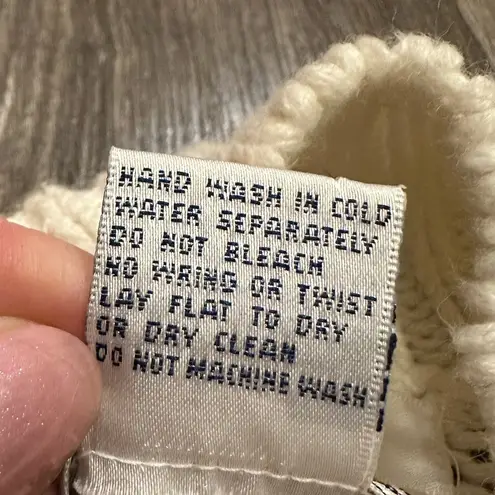 HAND WASH IN COLD
WATER SEPARATELY
DO NOT BLEACH
NO WRING OR TWIST
LAY FLAT TO DRY
OR DRY CLEAN
DO NOT MACHINE WASH